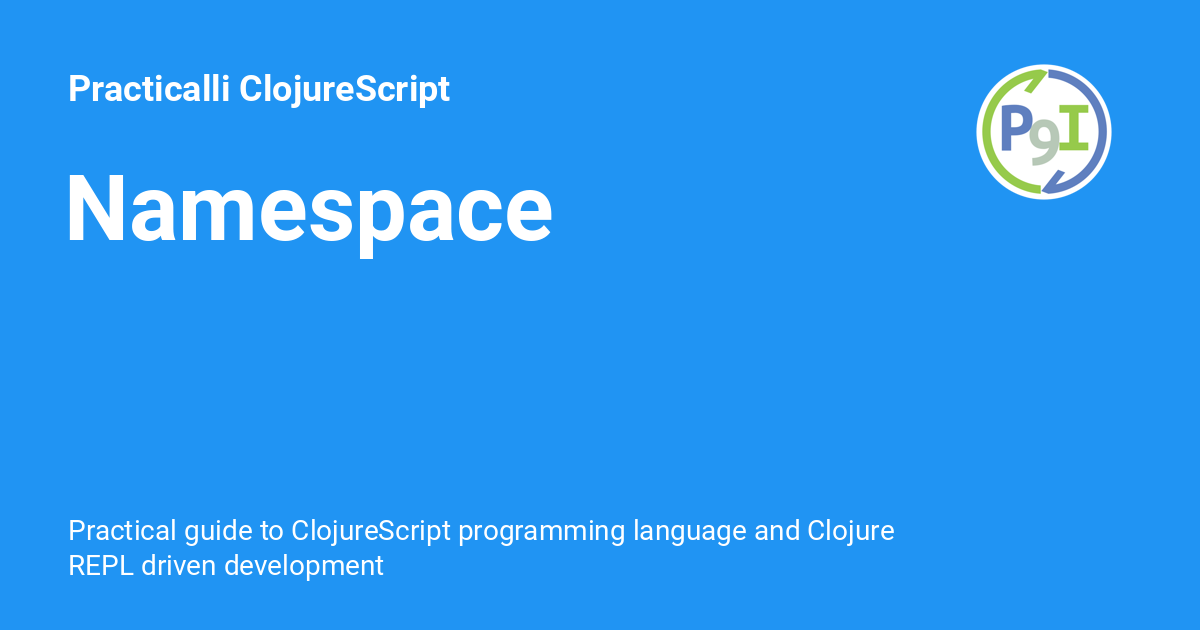 Practicalli ClojureScript
P9I
Namespace
Practical guide to ClojureScript programming language and Clojure
REPL driven development